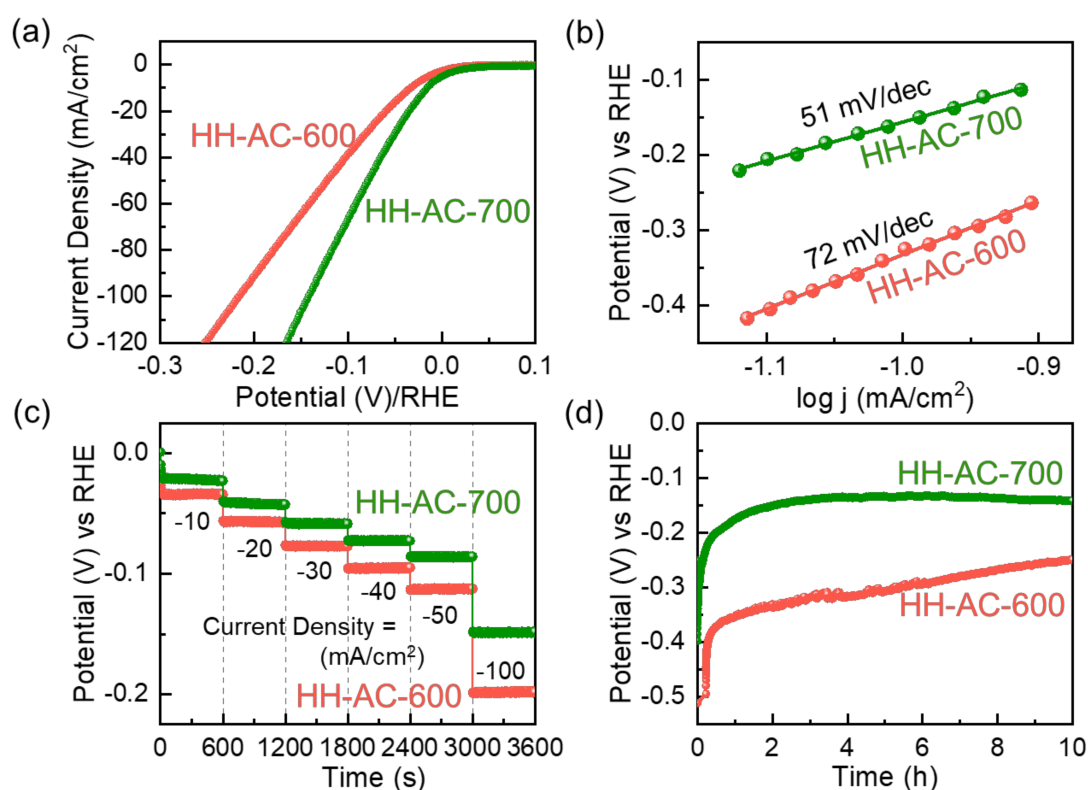 (a)
Current Density (mA/cm²)
0
-20
-40
-60
-80
-100
-120
HH-AC-600
HH-AC-700
-0.3
-0.2
-0.1
0.0
0.1
Potential (V)/RHE
(b)
Potential (V) vs RHE
-0.1
-0.2
-0.3
-0.4
51 mV/dec
HH-AC-700
72 mV/dec
HH-AC-600
-1.1
-1.0
-0.9
log j (mA/cm²)
(c)
Potential (V) vs RHE
0.0
-0.1
-0.2
HH-AC-700
-10
-20
-30
-40
-50
-100
Current Density =
(mA/cm²)
HH-AC-600
0
600
1200
1800
2400
3000
3600
Time (s)
(d)
Potential (V) vs RHE
0.0
-0.1
-0.2
-0.3
-0.4
-0.5
HH-AC-700
HH-AC-600
0
2
4
6
8
10
Time (h)